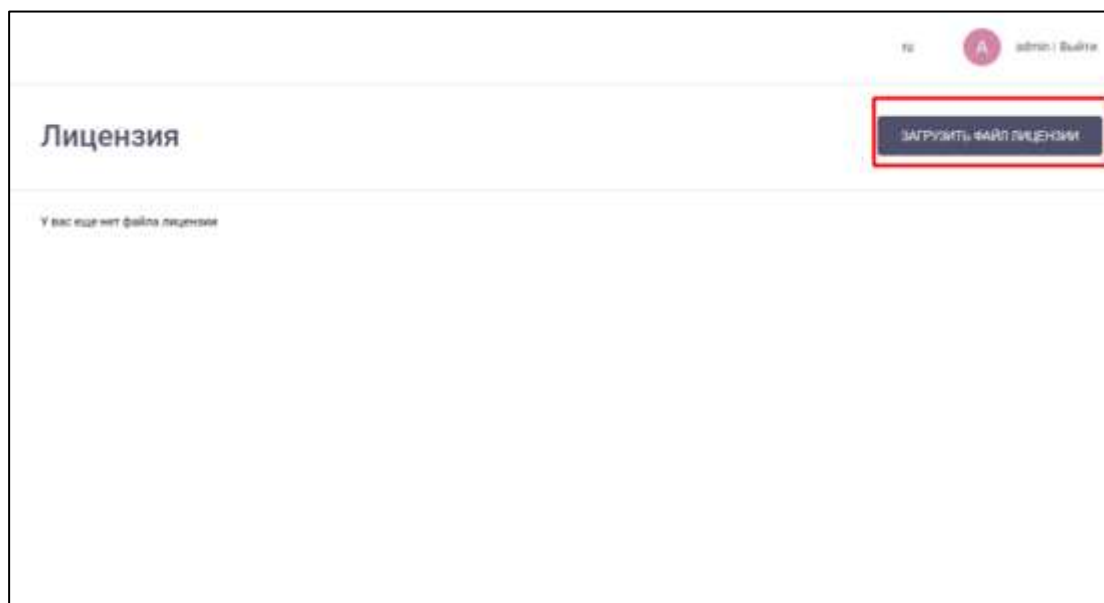 ru
A
admin | Выйти
Лицензия
ЗАГРУЗИТЬ ФАЙЛ ЛИЦЕНЗИИ
У вас еще нет файла лицензии